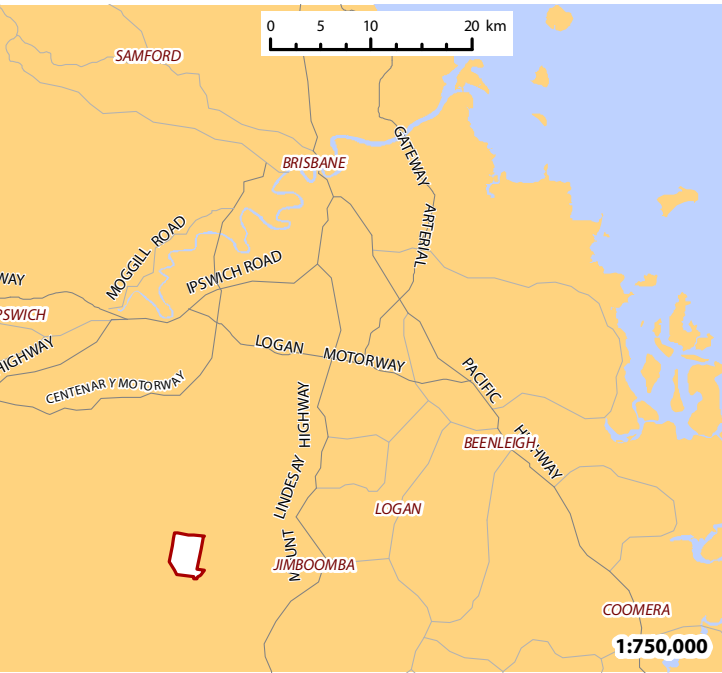 0 5 10 20 km
SAMFORD
BRISBANE
GATEWAY ARTERIAL
MOGGILL ROAD
IPSWICH ROAD
WAY
PSWICH
HIGHWAY
LOGAN MOTORWAY
CENTENAR Y MOTORWAY
PACIFIC HIGHWAY
BEENLEIGH
MOUNT LINDESAY HIGHWAY
LOGAN
JIMBOOMBA
COOMERA
1:750,000